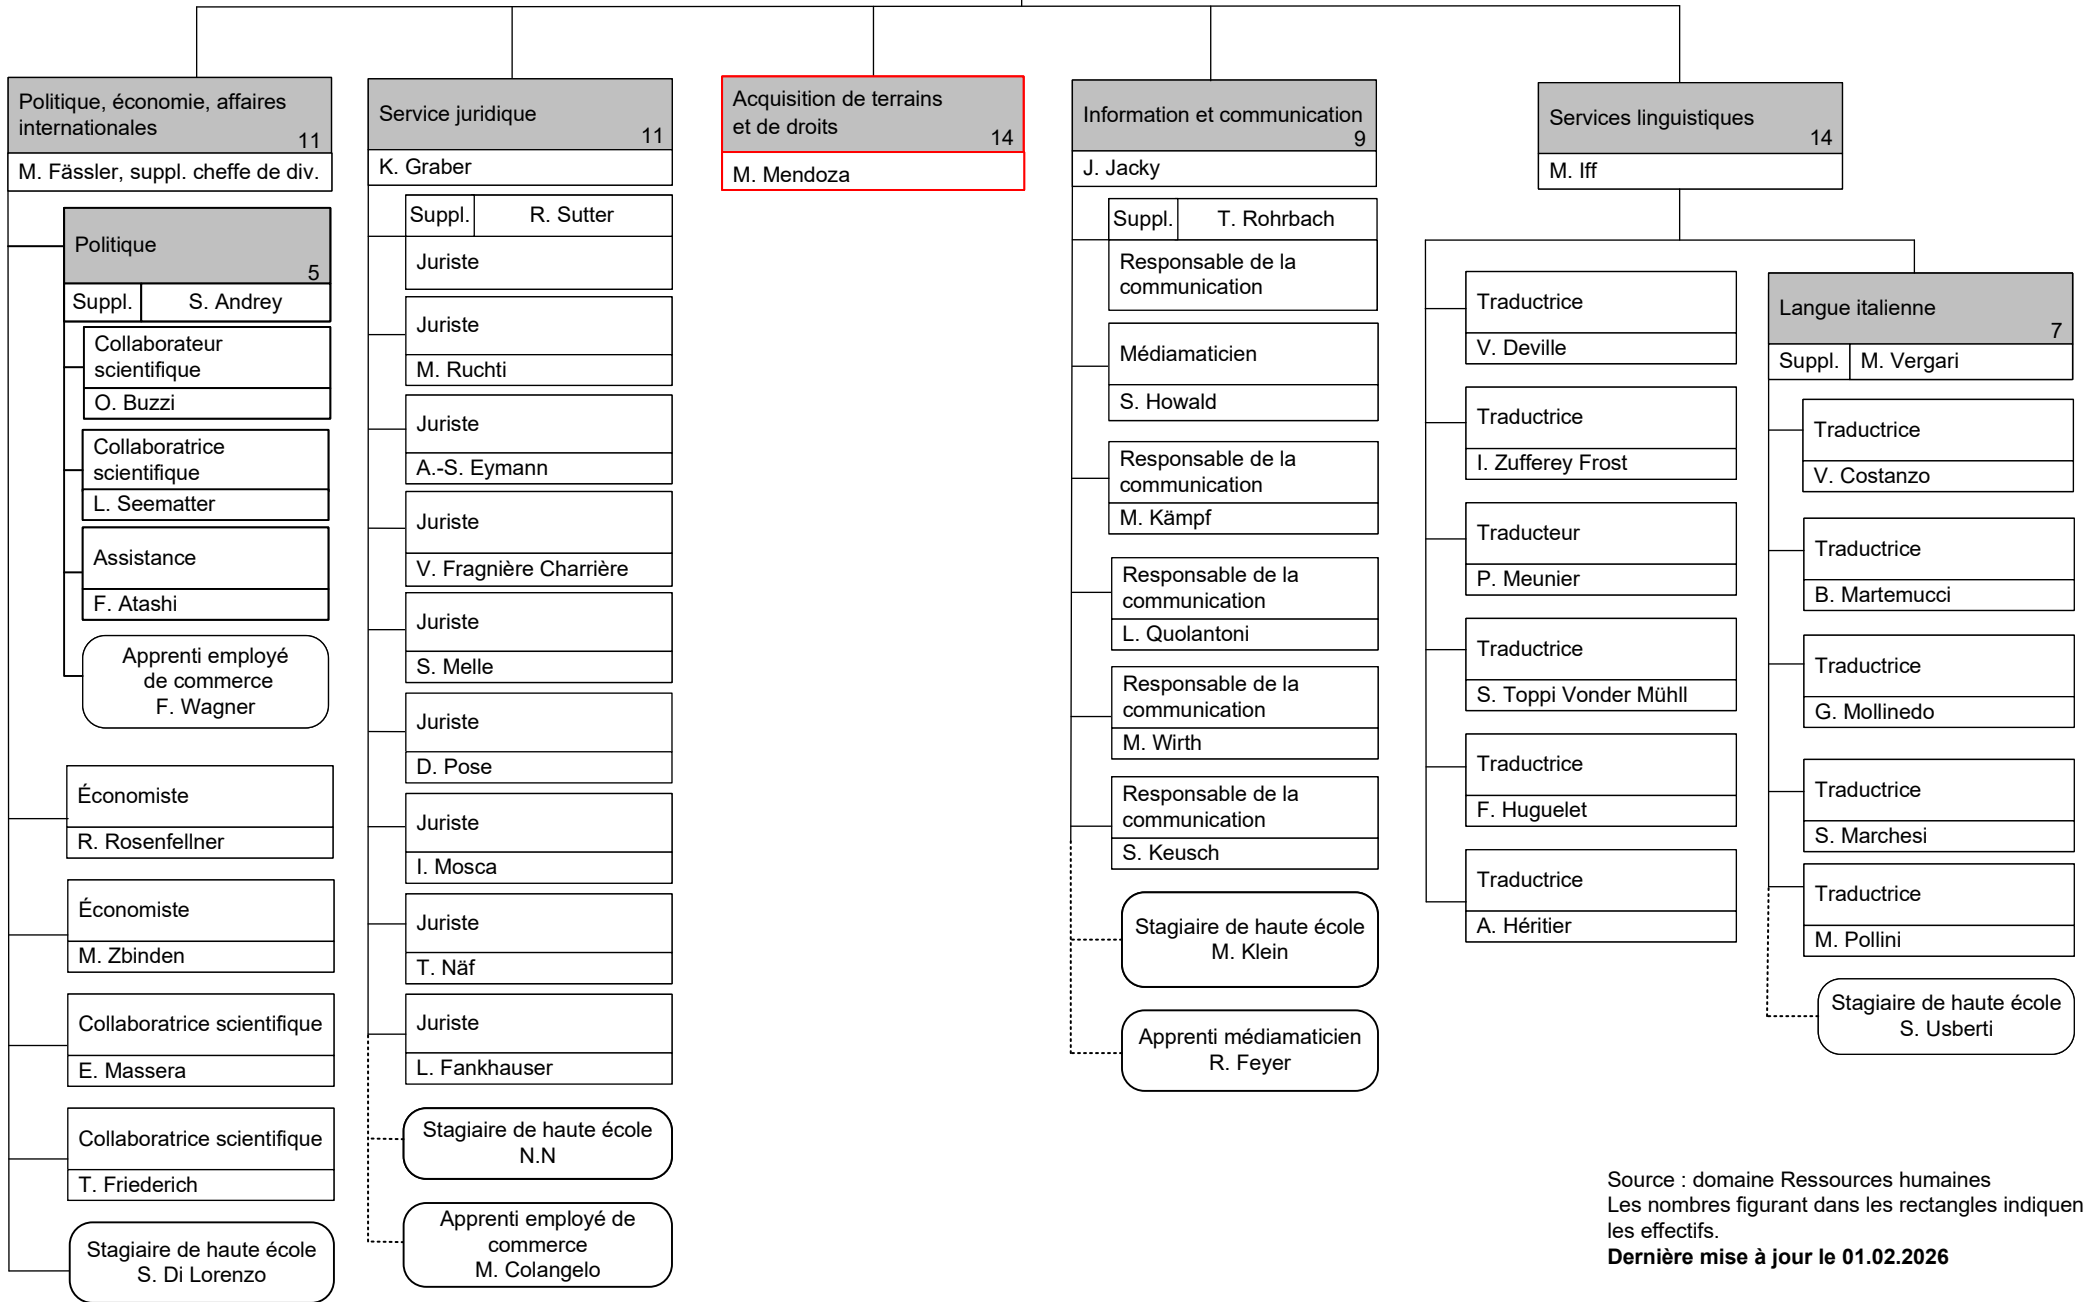 Politique, économie, affaires
internationales
11
M. Fässler, suppl. cheffe de div.
Politique
5
Suppl.
S. Andrey
Collaborateur
scientifique
O. Buzzi
Collaboratrice
scientifique
L. Seematter
Assistance
F. Atashi
Apprenti employé
de commerce
F. Wagner
Économiste
R. Rosenfellner
Économiste
M. Zbinden
Collaboratrice scientifique
E. Massera
Collaboratrice scientifique
T. Friederich
Stagiaire de haute école
S. Di Lorenzo
Service juridique
11
K. Graber
Suppl.
R. Sutter
Juriste
Juriste
M. Ruchti
Juriste
A.-S. Eymann
Juriste
V. Fragnière Charrière
Juriste
S. Melle
Juriste
D. Pose
Juriste
I. Mosca
Juriste
T. Näf
Juriste
L. Fankhauser
Stagiaire de haute école
N.N
Apprenti employé de
commerce
M. Colangelo
Acquisition de terrains
et de droits
14
M. Mendoza
Information et communication
9
J. Jacky
Suppl.
T. Rohrbach
Responsable de la
communication
Médiamaticien
S. Howald
Responsable de la
communication
M. Kämpf
Responsable de la
communication
L. Quolantoni
Responsable de la
communication
M. Wirth
Responsable de la
communication
S. Keusch
Stagiaire de haute école
M. Klein
Apprenti médiamaticien
R. Feyer
Services linguistiques
14
M. Iff
Traductrice
V. Deville
Traductrice
I. Zufferey Frost
Traducteur
P. Meunier
Traductrice
S. Toppi Vonder Mühll
Traductrice
F. Huguelet
Traductrice
A. Héritier
Langue italienne
7
Suppl.
M. Vergari
Traductrice
V. Costanzo
Traductrice
B. Martemucci
Traductrice
G. Mollinedo
Traductrice
S. Marchesi
Traductrice
M. Pollini
Stagiaire de haute école
S. Usberti
Source : domaine Ressources humaines
Les nombres figurant dans les rectangles indiquen
les effectifs.
Dernière mise à jour le 01.02.2026